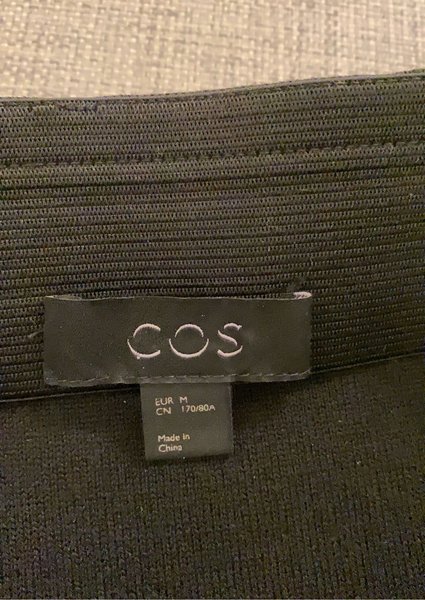 COS
EUR M
CN 170/80A
Made in
China